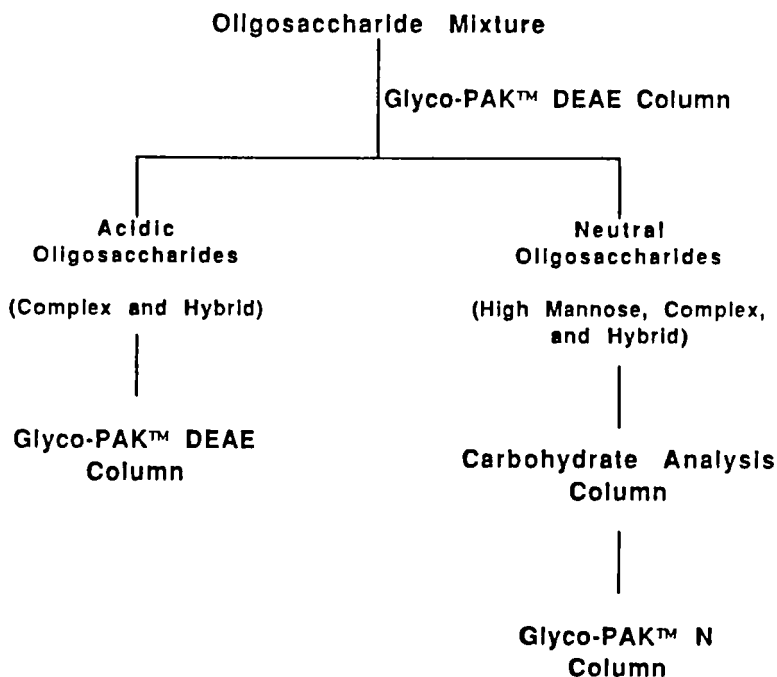 Oligosaccharide Mixture
Glyco-PAK™ DEAE Column
Acidic
Oligosaccharides
(Complex and Hybrid)
Glyco-PAK™ DEAE
Column
Neutral
Oligosaccharides
(High Mannose, Complex,
and Hybrid)
Carbohydrate Analysis
Column
Glyco-PAK™ N
Column